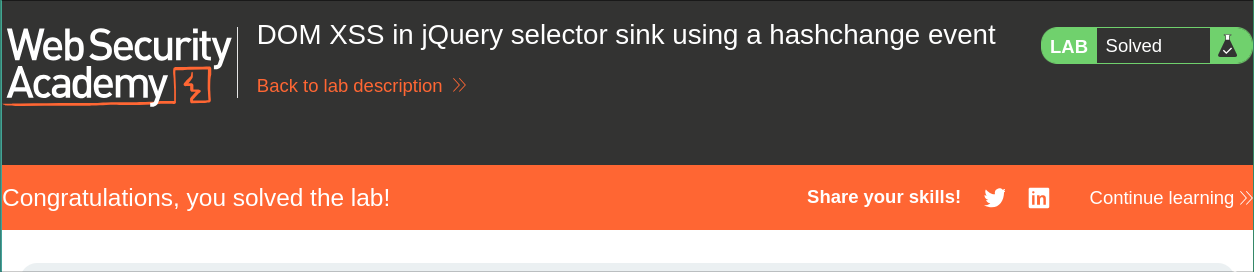 Web Security
Academy
DOM XSS in jQuery selector sink using a hashchange event
Back to lab description
LAB Solved
Congratulations, you solved the lab!
Share your skills!
Continue learning